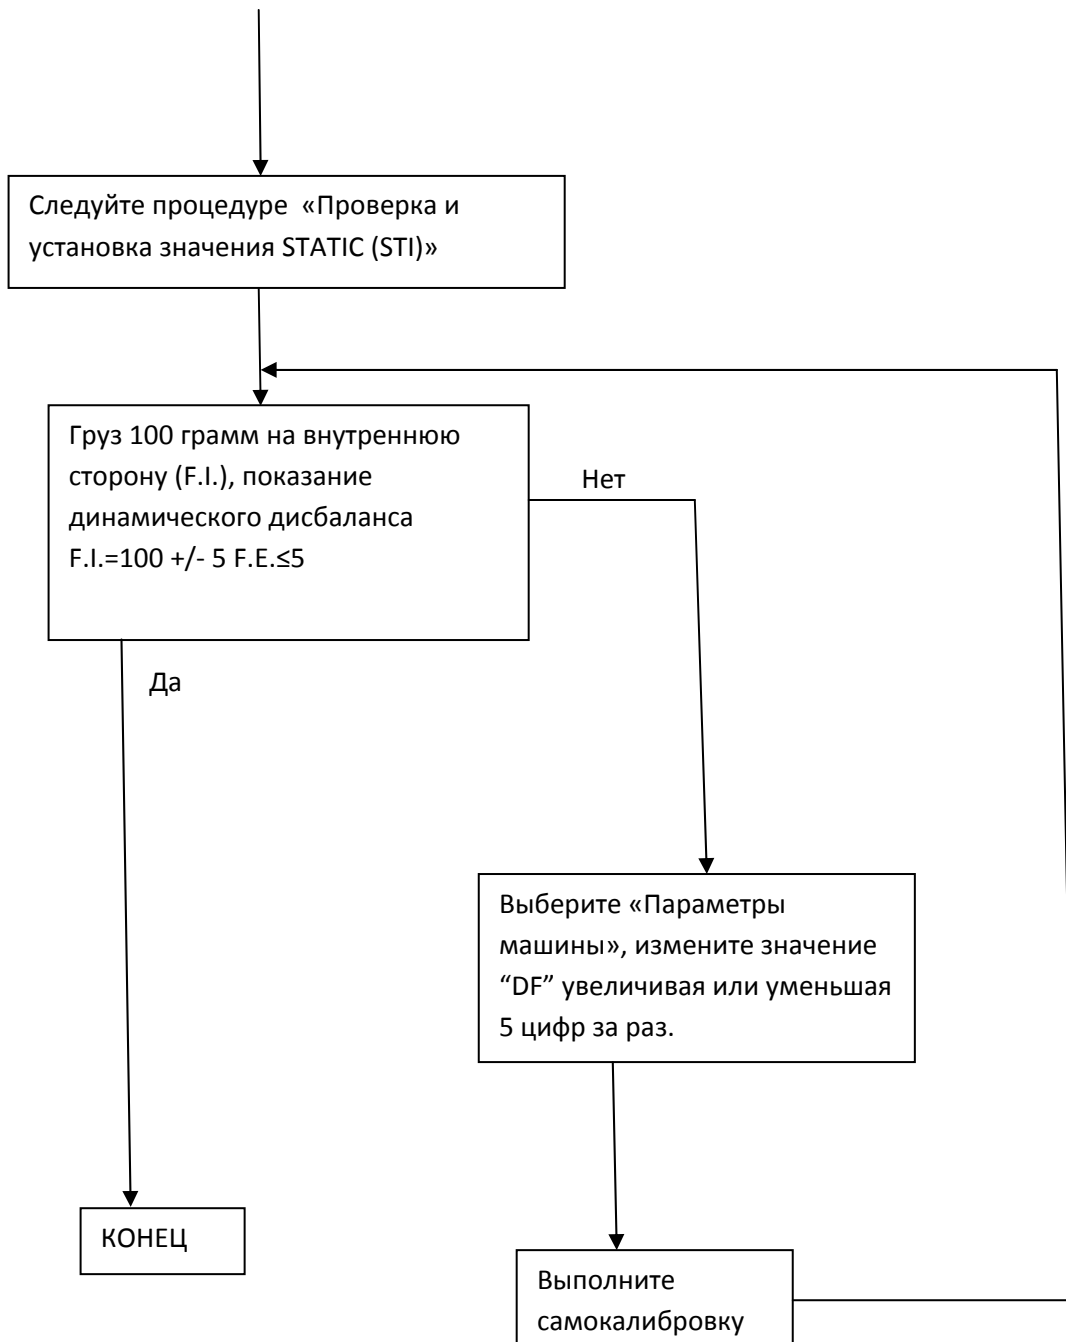 Следуйте процедуре «Проверка и
установка значения STATIC (STI)»
Груз 100 грамм на внутреннюю
сторону (F.I.), показание
динамического дисбаланса
F.I.=100 +/- 5 F.E.≤5
Нет
Да
Выберите «Параметры
машины», измените значение
“DF” увеличивая или уменьшая
5 цифр за раз.
КОНЕЦ
Выполните
самокалибровку